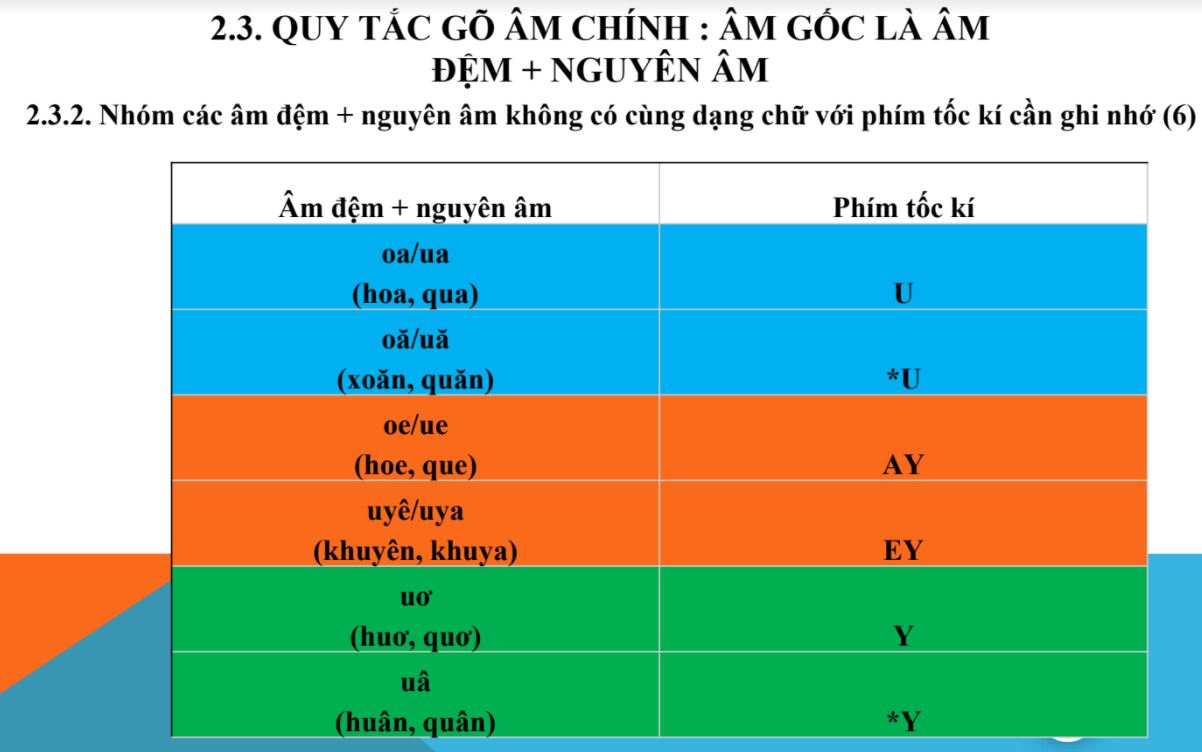 2.3. QUY TẮC GÕ ÂM CHÍNH : ÂM GỐC LÀ ÂM
ĐỆM + NGUYÊN ÂM
2.3.2. Nhóm các âm đệm + nguyên âm không có cùng dạng chữ với phím tốc kí cần ghi nhớ (6)
Âm đệm + nguyên âm Phím tốc kí
oa/ua
(hoa, qua) U
oă/uă
(xoăn, quăn) *U
oe/ue
(hoe, que) AY
uyê/uya
(khuyên, khuya) EY
uơ
(huơ, quơ) Y
uâ
(huân, quân) *Y